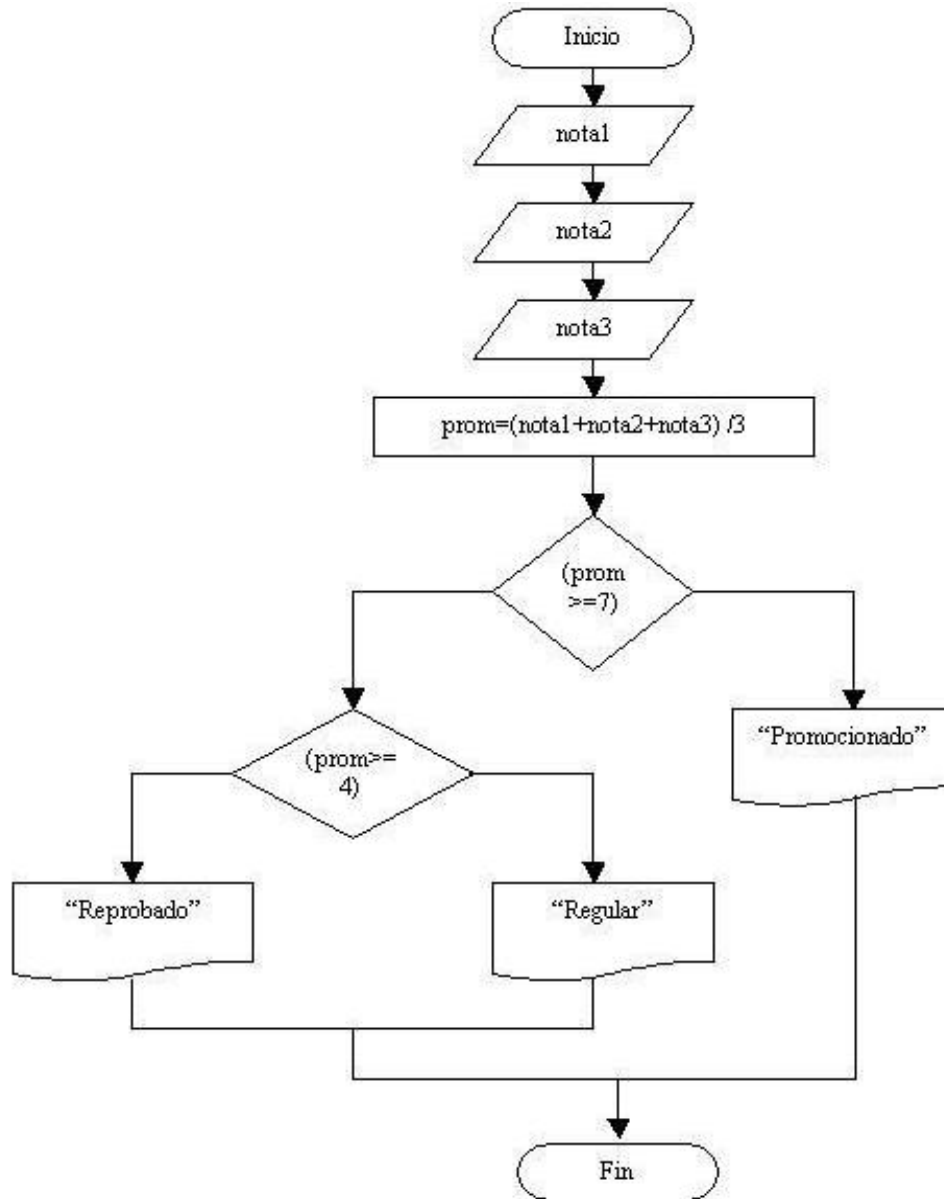 Inicio
nota1
nota2
nota3
prom=(nota1+nota2+nota3) /3
(prom
>=7)
(prom>=
4)
“Promocionado”
“Reprobado”
“Regular”
Fin